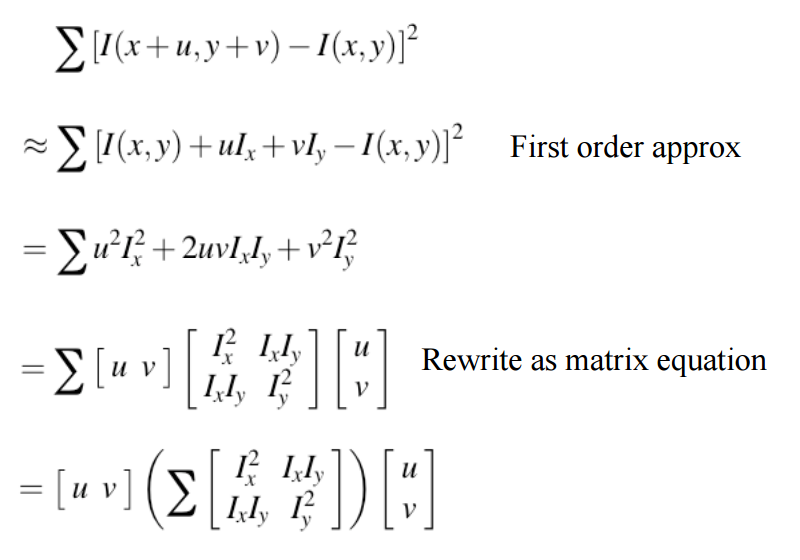 ∑ [I(x+u, y+v) − I(x,y)]²
≈ ∑ [I(x,y) + uIₓ + vI_y − I(x,y)]² First order approx
= ∑ u²Iₓ² + 2uvIₓI_y + v²I_y²
= ∑ [u v] [Iₓ² IₓI_y; IₓI_y I_y²] [u; v] Rewrite as matrix equation
= [u v] (∑ [Iₓ² IₓI_y; IₓI_y I_y²]) [u; v]